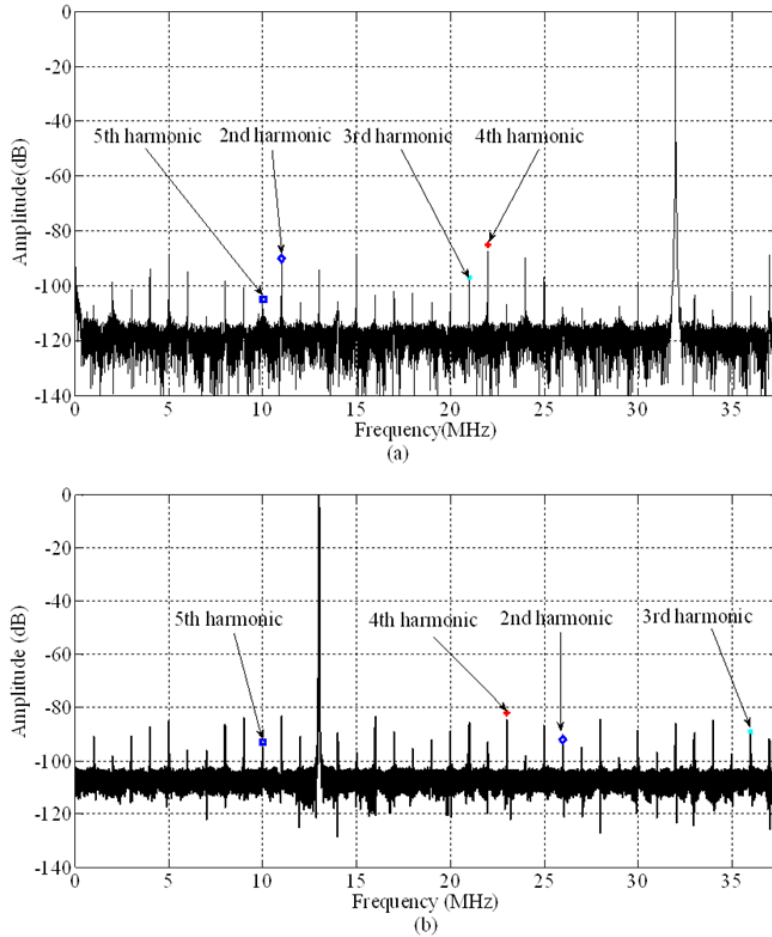 0
-20
-40
-60
-80
-100
-120
-140
Amplitude(dB)
5th harmonic
2nd harmonic
3rd harmonic
4th harmonic
0 5 10 15 20 25 30 35
Frequency(MHz)
(a)
0
-20
-40
-60
-80
-100
-120
-140
Amplitude (dB)
5th harmonic
4th harmonic
2nd harmonic
3rd harmonic
0 5 10 15 20 25 30 35
Frequency (MHz)
(b)